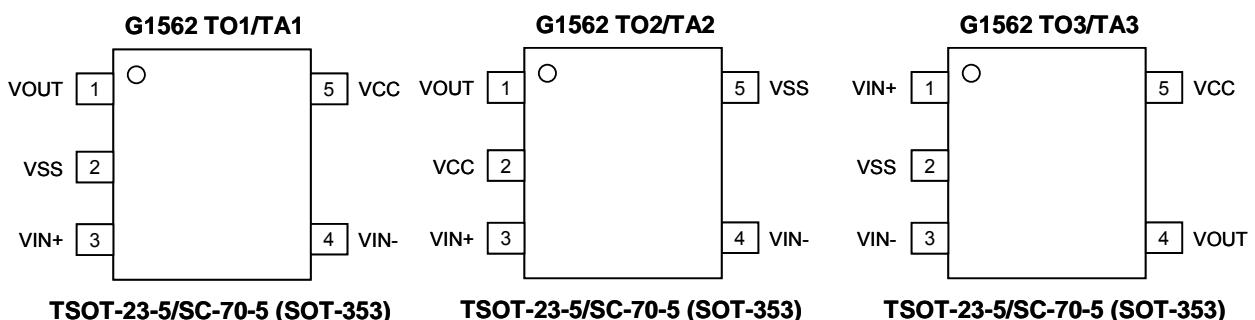 G1562 TO1/TA1
VOUT 1
5 VCC
VSS 2
VIN+ 3
4 VIN-
TSOT-23-5/SC-70-5 (SOT-353)
G1562 TO2/TA2
VOUT 1
5 VSS
VCC 2
VIN+ 3
4 VIN-
TSOT-23-5/SC-70-5 (SOT-353)
G1562 TO3/TA3
VIN+ 1
5 VCC
VSS 2
VIN- 3
4 VOUT
TSOT-23-5/SC-70-5 (SOT-353)